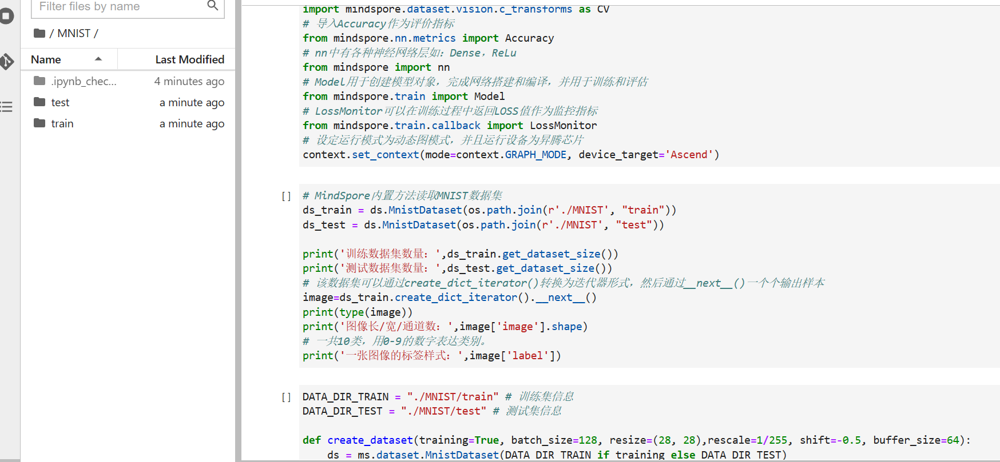 Filter files by name
/ MNIST /
Name
Last Modified
.ipynb_chec...
4 minutes ago
test
a minute ago
train
a minute ago
import mindspore.dataset.vision.c_transforms as CV
# 导入Accuracy作为评价指标
from mindspore.nn.metrics import Accuracy
# nn中有各种神经网络层如：Dense，ReLu
from mindspore import nn
# Model用于创建模型对象，完成网络搭建和编译，并用于训练和评估
from mindspore.train import Model
# LossMonitor可以在训练过程中返回LOSS值作为监控指标
from mindspore.train.callback import LossMonitor
# 设定运行模式为动态图模式，并且运行设备为昇腾芯片
context.set_context(mode=context.GRAPH_MODE, device_target='Ascend')
[ ]
# MindSpore内置方法读取MNIST数据集
ds_train = ds.MnistDataset(os.path.join(r'./MNIST', "train"))
ds_test = ds.MnistDataset(os.path.join(r'./MNIST', "test"))
print('训练数据集数量：',ds_train.get_dataset_size())
print('测试数据集数量：',ds_test.get_dataset_size())
# 该数据集可以通过create_dict_iterator()转换为迭代器形式，然后通过__next__()一个个输出样本
image=ds_train.create_dict_iterator().__next__()
print(type(image))
print('图像长/宽/通道数：',image['image'].shape)
# 一共10类，用0-9的数字表达类别。
print('一张图像的标签样式：',image['label'])
[ ]
DATA_DIR_TRAIN = "./MNIST/train" # 训练集信息
DATA_DIR_TEST = "./MNIST/test" # 测试集信息
def create_dataset(training=True, batch_size=128, resize=(28, 28),rescale=1/255, shift=-0.5, buffer_size=64):
ds = ms.dataset.MnistDataset(DATA_DIR_TRAIN if training else DATA_DIR_TEST)